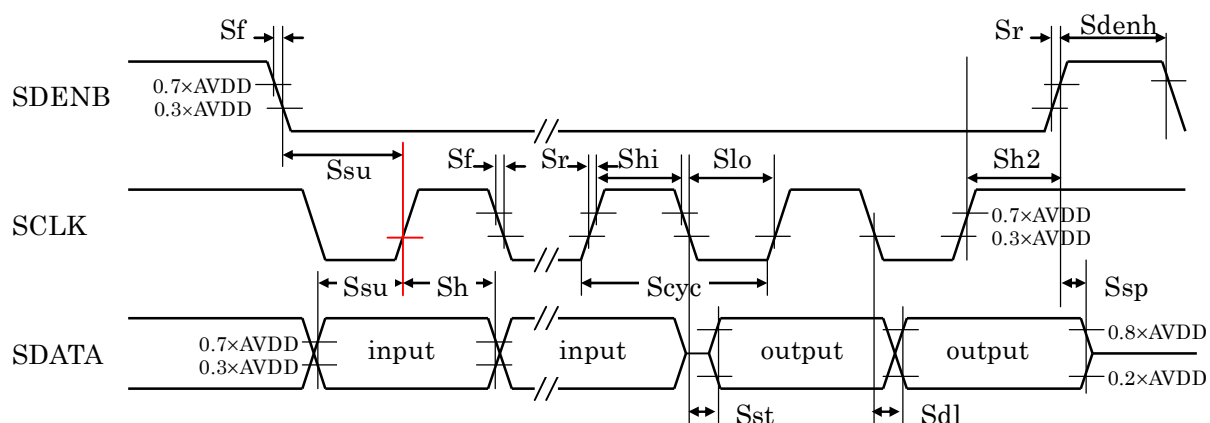 Sf
Sr
Sdenh
SDENB
0.7×AVDD
0.3×AVDD
Ssu
Sf
Sr
Shi
Slo
Sh2
SCLK
0.7×AVDD
0.3×AVDD
Ssu
Sh
Scyc
Ssp
SDATA
0.7×AVDD
0.3×AVDD
input
input
output
output
0.8×AVDD
0.2×AVDD
Sst
Sdl